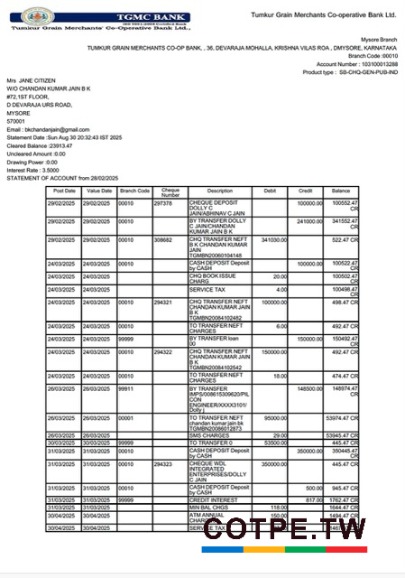 TGMC BANK
Tumkur Grain Merchants Co-operative Bank Ltd.,
Tumkur Grain Merchants Co-operative Bank Ltd.
Mysore Branch
TUMKUR GRAIN MERCHANTS CO-OP BANK, . 36, DEVARAJA MOHALLA, KRISHNA VILAS ROA., DMYSORE, KARNATAKA
Branch Code :00010
Account Number : 103100013288
Product type : SB-CHQ-GEN-PUB-IND
Mrs JANE CITIZEN
W/O CHANDAN KUMAR JAIN B K
#72,1ST FLOOR,
D DEVARAJA URS ROAD,
MYSORE
570001
Email : bkchandanjain@gmail.com
Statement Date :Sun Aug 30 20:32:43 IST 2025
Cleared Balance :23913.47
Uncleared Amount :0.00
Drawing Power :0.00
Interest Rate : 3.5000
STATEMENT OF ACCOUNT from 28/02/2025
Post Date Value Date Branch Code Cheque Number Description Debit Credit Balance
29/02/2025 29/02/2025 00010 297378 CHEQUE DEPOSIT 100000.00 100552.47
DOLLY C CR
JAIN/ABHINAV C JAIN
29/02/2025 29/02/2025 00010 BY TRANSFER DOLLY 241000.00 341552.47
C JAIN/CHANDAN CR
KUMAR JAIN B K
29/02/2025 29/02/2025 00010 308682 CHQ TRANSFER NEFT 341030.00 522.47 CR
B K CHANDAN KUMAR
JAIN
TGMBN20060104148
24/03/2025 24/03/2025 00010 CASH DEPOSIT Deposit 100000.00 100522.47
by CASH CR
24/03/2025 24/03/2025 00010 CHQ BOOK ISSUE 20.00 100502.47
CHARG CR
24/03/2025 24/03/2025 SERVICE TAX 4.00 100498.47
CR
24/03/2025 24/03/2025 00010 294321 CHQ TRANSFER NEFT 100000.00 498.47 CR
CHANDAN KUMAR JAIN
B K
TGMBN20084102482
24/03/2025 24/03/2025 00010 TO TRANSFER NEFT 6.00 492.47 CR
CHARGES
24/03/2025 24/03/2025 99999 BY TRANSFER loan 150000.00 150492.47
00 CR
24/03/2025 24/03/2025 00010 294322 CHQ TRANSFER NEFT 150000.00 492.47 CR
CHANDAN KUMAR JAIN
B K
TGMBN20084102542
24/03/2025 24/03/2025 00010 TO TRANSFER NEFT 18.00 474.47 CR
CHARGES
26/03/2025 26/03/2025 99911 BY TRANSFER 148500.00 148974.47
IMPS/008615309620/PIL CR
CON
ENGINEER/XXXX3101/
Dolly j
26/03/2025 26/03/2025 00001 TO TRANSFER NEFT 95000.00 53974.47 CR
chandan kumar jain bk
TGMBN20086012873
26/03/2025 26/03/2025 SMS CHARGES 29.00 53945.47 CR
30/03/2025 30/03/2025 99999 TO TRANSFER 0 53500.00 445.47 CR
31/03/2025 31/03/2025 00010 CASH DEPOSIT Deposit 350000.00 350445.47
by CASH CR
31/03/2025 31/03/2025 00010 294323 CHEQUE WDL 350000.00 445.47 CR
INTEGRATED
ENTERPRISES/DOLLY
C JAIN
31/03/2025 31/03/2025 00010 CASH DEPOSIT Deposit 500.00 945.47 CR
by CASH
31/03/2025 31/03/2025 99999 CREDIT INTEREST 817.00 1762.47 CR
31/03/2025 31/03/2025 MIN BAL CHGS 118.00 1644.47 CR
30/04/2025 30/04/2025 ATM ANNUAL 150.00 1494.47 CR
30/04/2025 30/04/2025 SERVICE TAX
COTPE.TW